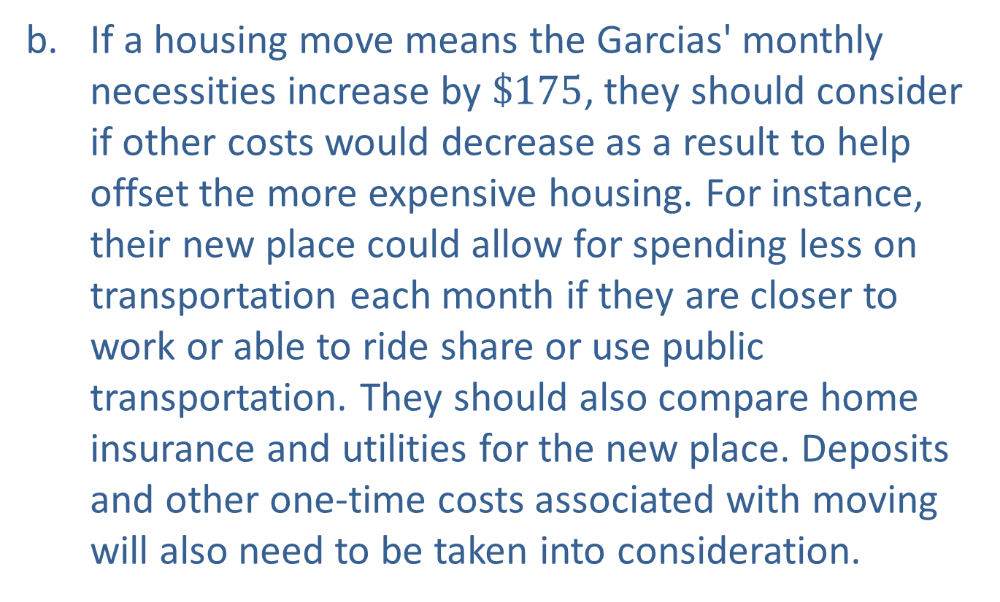 b. If a housing move means the Garcias' monthly
necessities increase by $175, they should consider
if other costs would decrease as a result to help
offset the more expensive housing. For instance,
their new place could allow for spending less on
transportation each month if they are closer to
work or able to ride share or use public
transportation. They should also compare home
insurance and utilities for the new place. Deposits
and other one-time costs associated with moving
will also need to be taken into consideration.